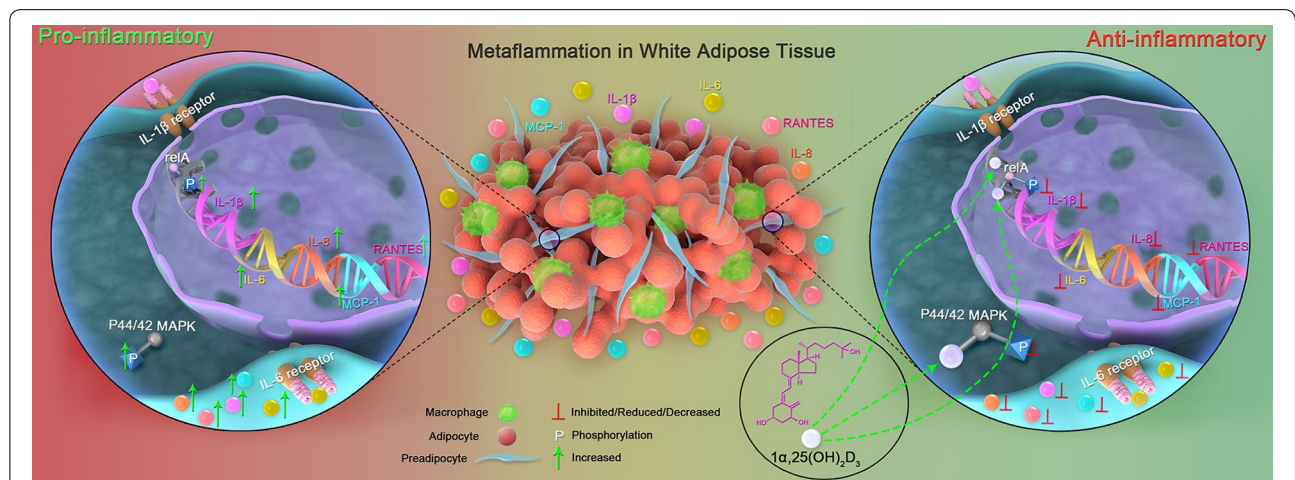 Pro-inflammatory
Metaflammation in White Adipose Tissue
Anti-inflammatory
IL-1β receptor
relA
P
IL-1β
IL-8
RANTES
IL-6
MCP-1
P44/42 MAPK
P
IL-6 receptor
IL-1β
IL-6
MCP-1
RANTES
IL-8
IL-1β receptor
relA
P
IL-1β
IL-8
RANTES
IL-6
MCP-1
P44/42 MAPK
P
IL-6 receptor
Macrophage
Inhibited/Reduced/Decreased
Adipocyte
P Phosphorylation
Preadipocyte
Increased
H
OH
H
HO
OH
1α,25(OH)₂D₃